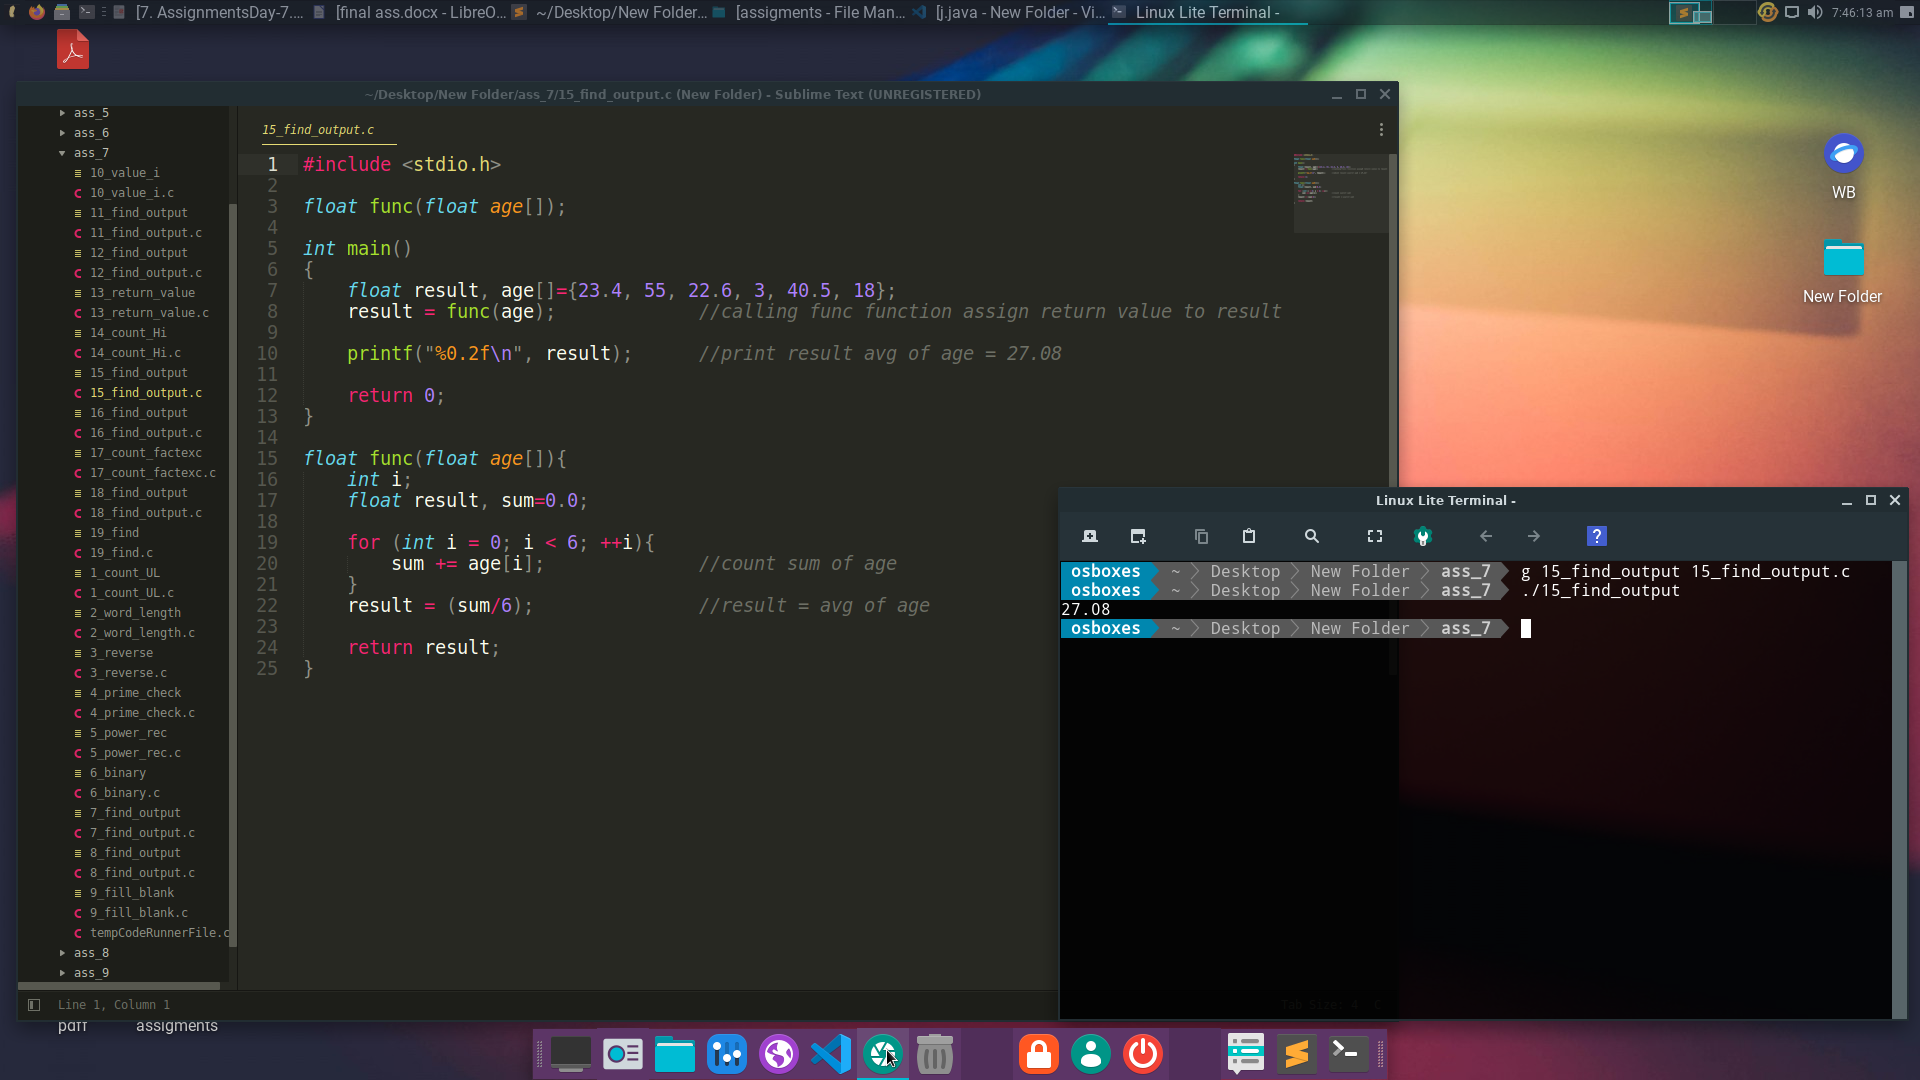 [7. AssignmentsDay-7....
[final ass.docx - LibreO...
~/Desktop/New Folder...
[assigments - File Man...
[j.java - New Folder - Vi...
Linux Lite Terminal -
7:46:13 am
~/Desktop/New Folder/ass_7/15_find_output.c (New Folder) - Sublime Text (UNREGISTERED)
ass_5
ass_6
ass_7
10_value_i
10_value_i.c
11_find_output
11_find_output.c
12_find_output
12_find_output.c
13_return_value
13_return_value.c
14_count_Hi
14_count_Hi.c
15_find_output
15_find_output.c
16_find_output
16_find_output.c
17_count_factexc
17_count_factexc.c
18_find_output
18_find_output.c
19_find
19_find.c
1_count_UL
1_count_UL.c
2_word_length
2_word_length.c
3_reverse
3_reverse.c
4_prime_check
4_prime_check.c
5_power_rec
5_power_rec.c
6_binary
6_binary.c
7_find_output
7_find_output.c
8_find_output
8_find_output.c
9_fill_blank
9_fill_blank.c
tempCodeRunnerFile.c
ass_8
ass_9
15_find_output.c
1 #include <stdio.h>
2
3 float func(float age[]);
4
5 int main()
6 {
7     float result, age[]={23.4, 55, 22.6, 3, 40.5, 18};
8     result = func(age);             //calling func function assign return value to result
9
10     printf("%0.2f\n", result);      //print result avg of age = 27.08
11
12     return 0;
13 }
14
15 float func(float age[]){
16     int i;
17     float result, sum=0.0;
18
19     for (int i = 0; i < 6; ++i){
20         sum += age[i];              //count sum of age
21     }
22     result = (sum/6);               //result = avg of age
23
24     return result;
25 }
Line 1, Column 1
Tab Size: 4 C
Linux Lite Terminal -
osboxes ~ Desktop New Folder ass_7 g 15_find_output 15_find_output.c
osboxes ~ Desktop New Folder ass_7 ./15_find_output
27.08
osboxes ~ Desktop New Folder ass_7
WB
New Folder
pdff
assigments